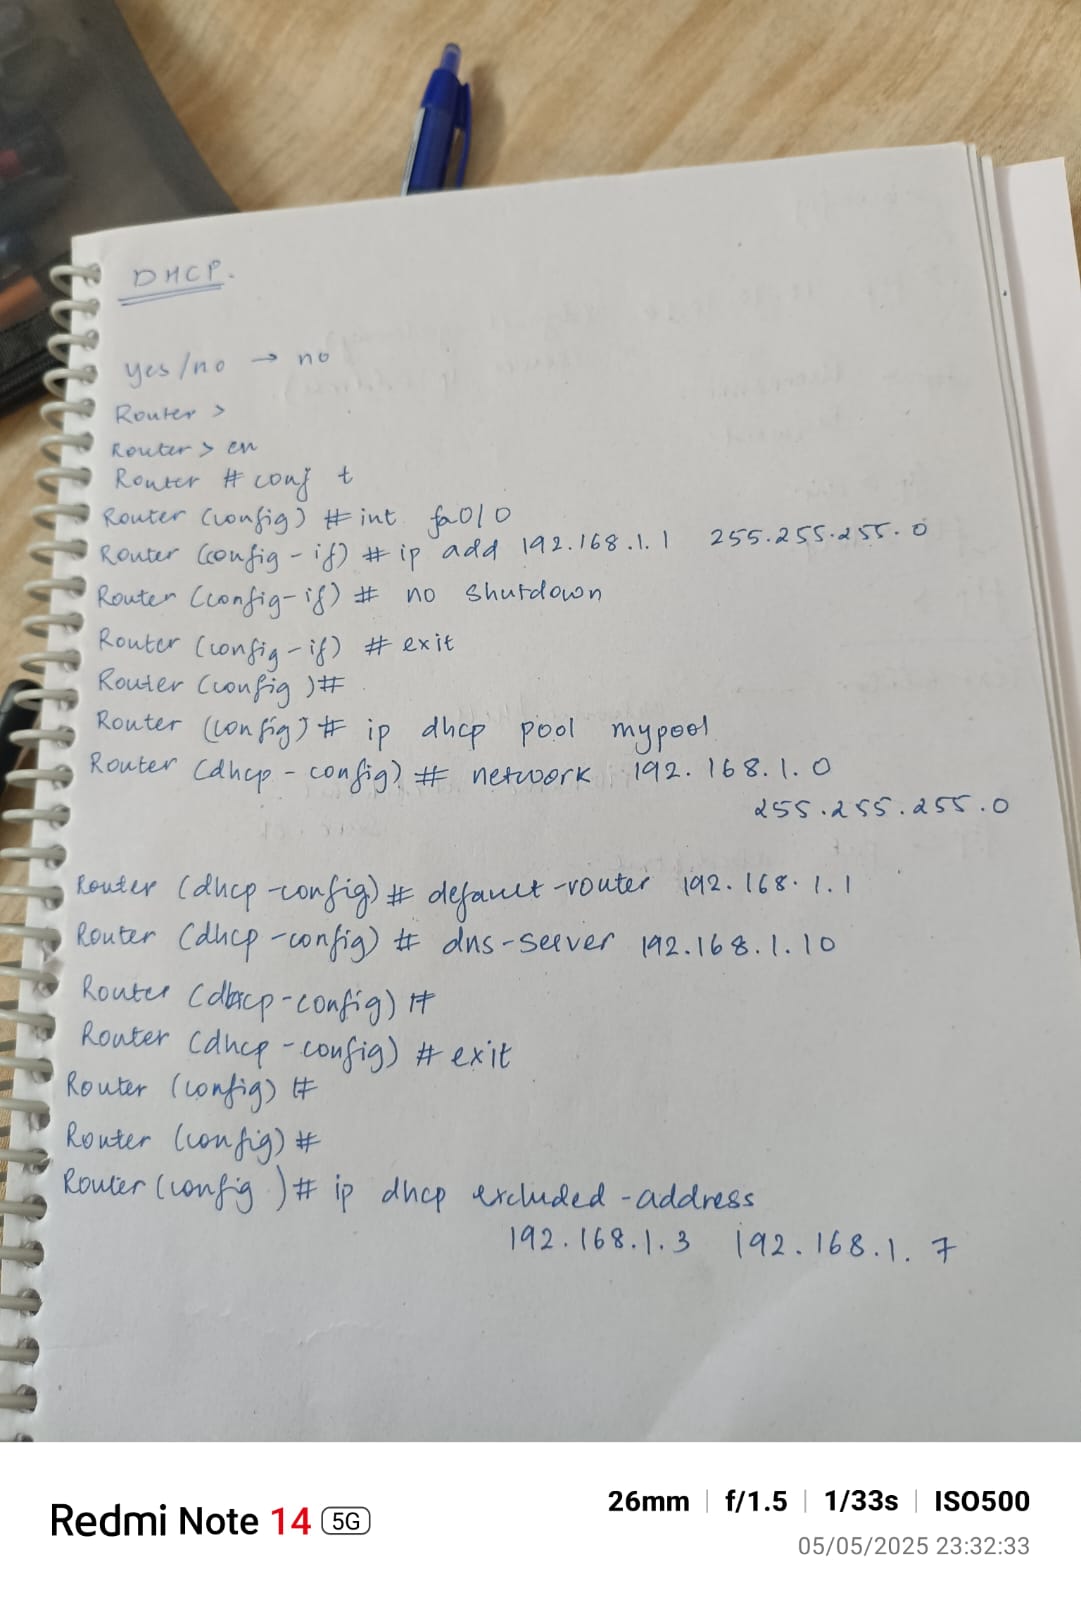 DHCP.
yes/no → no
Router >
Router > en
Router # conf t
Router (config) # int fa0/0
Router (config-if) # ip add 192.168.1.1 255.255.255.0
Router (config-if) # no shutdown
Router (config-if) # exit
Router (config)#
Router (config) # ip dhcp pool mypool
Router (dhcp-config) # network 192.168.1.0
255.255.255.0
Router (dhcp-config) # default-router 192.168.1.1
Router (dhcp-config) # dns-server 192.168.1.10
Router (dhcp-config) #
Router (dhcp-config) # exit
Router (config) #
Router (config) #
Router (config) # ip dhcp excluded-address
192.168.1.3 192.168.1.7
Redmi Note 14 5G
26mm | f/1.5 | 1/33s | ISO500
05/05/2025 23:32:33